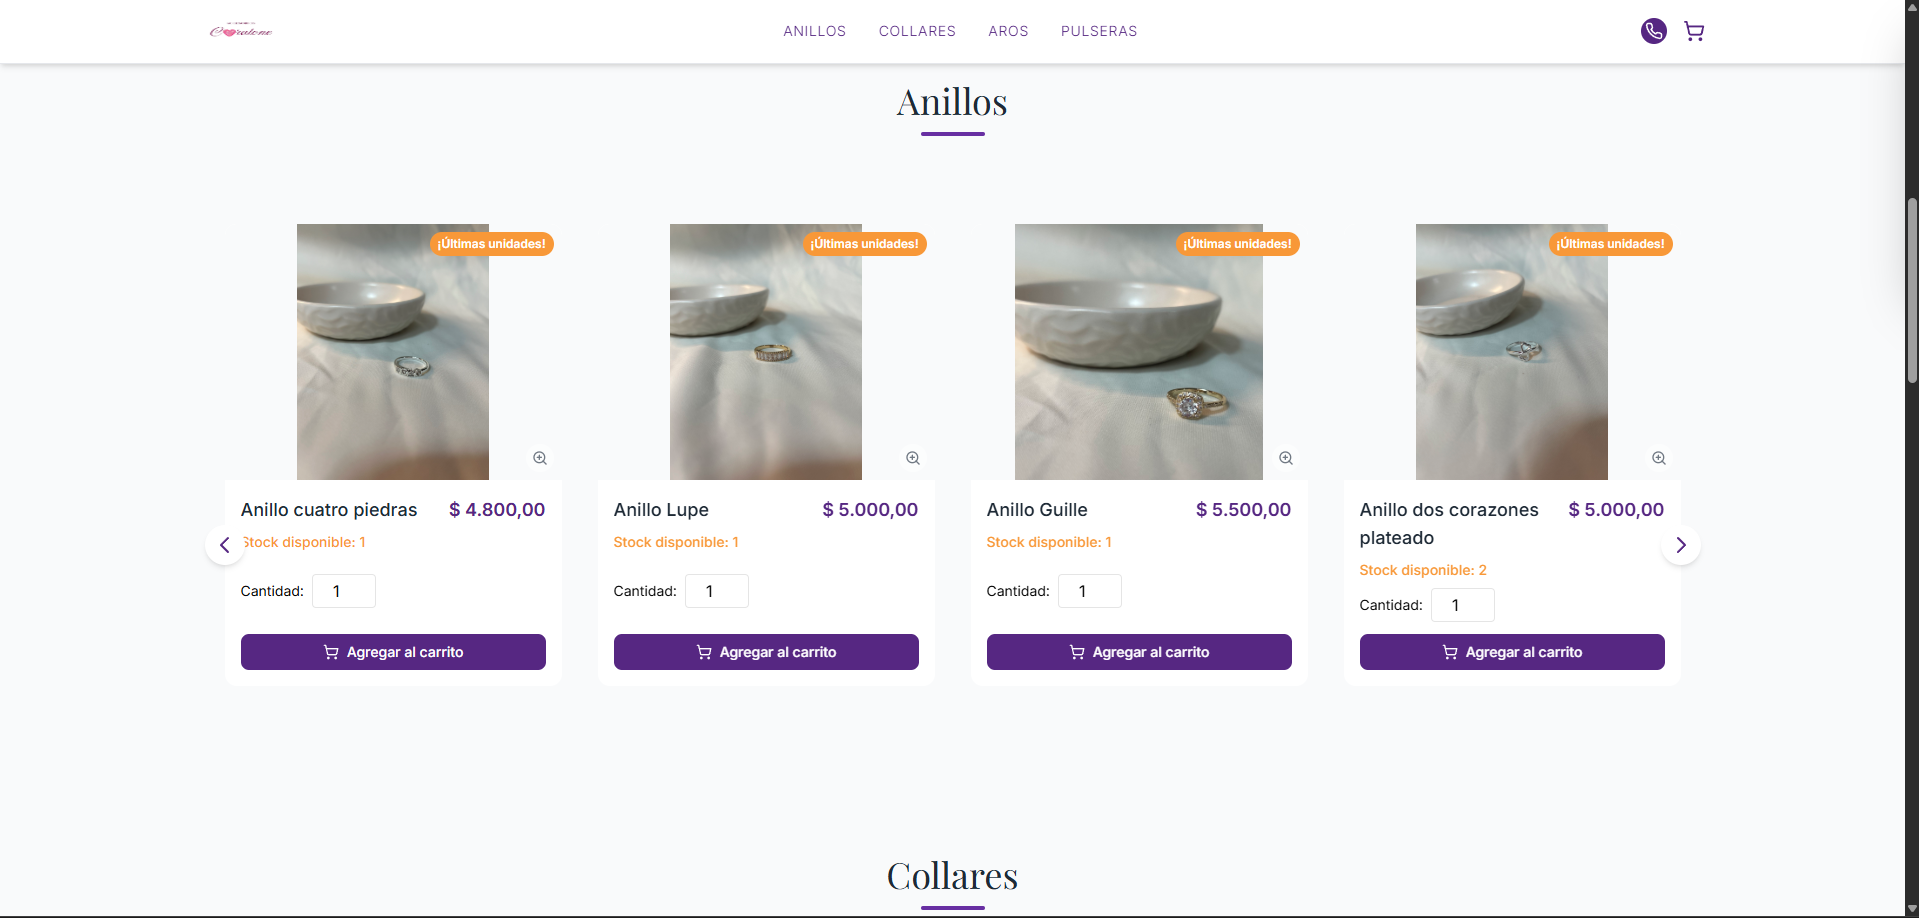 ANILLOS COLLARES AROS PULSERAS
Anillos
¡Últimas unidades! ¡Últimas unidades! ¡Últimas unidades! ¡Últimas unidades!
Anillo cuatro piedras $ 4.800,00
Stock disponible: 1
Cantidad: 1
Agregar al carrito
Anillo Lupe $ 5.000,00
Stock disponible: 1
Cantidad: 1
Agregar al carrito
Anillo Guille $ 5.500,00
Stock disponible: 1
Cantidad: 1
Agregar al carrito
Anillo dos corazones $ 5.000,00
plateado
Stock disponible: 2
Cantidad: 1
Agregar al carrito
Collares